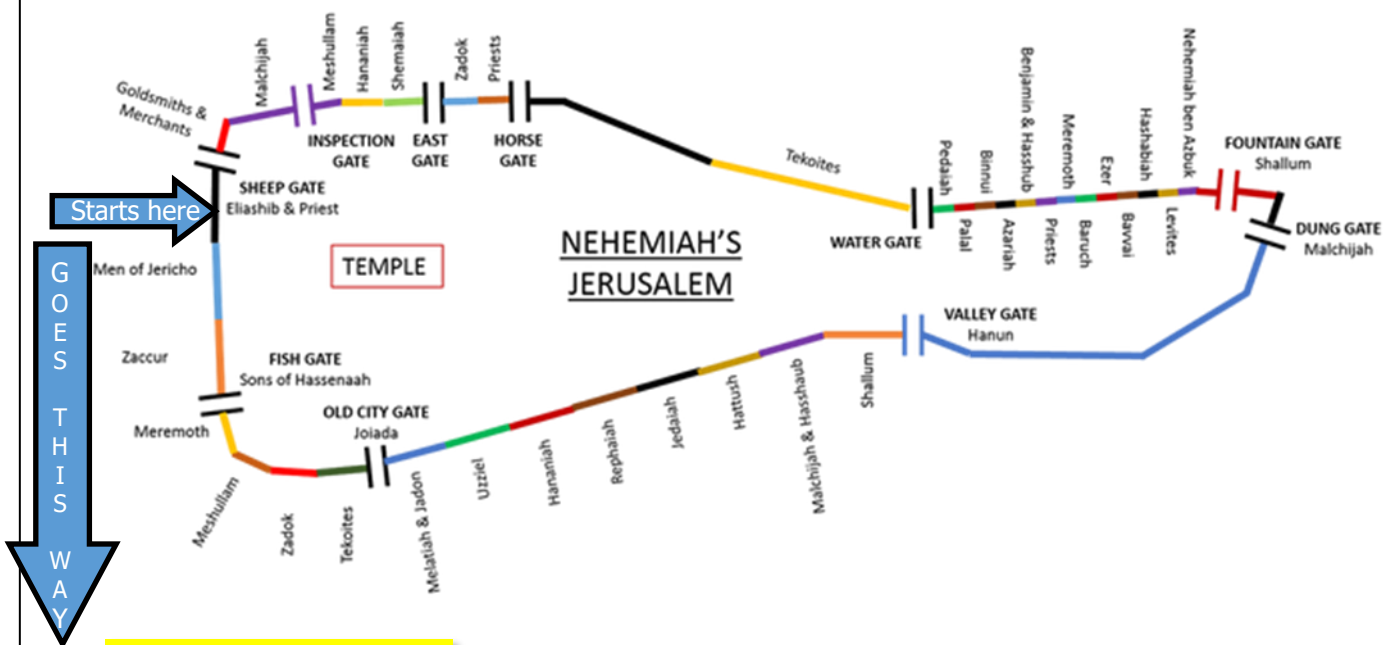 Goldsmiths &
Merchants
Malchijah
Meshullam
Hananiah
Shemaiah
Zadok
Priests
INSPECTION
GATE
EAST
GATE
HORSE
GATE
Tekoites
Pedaiah
Binnui
Benjamin & Hasshub
Meremoth
Ezer
Hashabiah
Nehemiah ben Azbuk
FOUNTAIN GATE
Shallum
Starts here
SHEEP GATE
Eliashib & Priest
WATER GATE
Palal
Azariah
Priests
Baruch
Bavvai
Levites
DUNG GATE
Malchijah
GOES THIS WAY
Men of Jericho
TEMPLE
NEHEMIAH'S
JERUSALEM
VALLEY GATE
Hanun
Zaccur
FISH GATE
Sons of Hassenaah
Meremoth
OLD CITY GATE
Joiada
Meshullam
Zadok
Tekoites
Melatiah & Jadon
Uzziel
Hananiah
Rephaiah
Jedaiah
Hattush
Malchijah & Hasshaub
Shallum